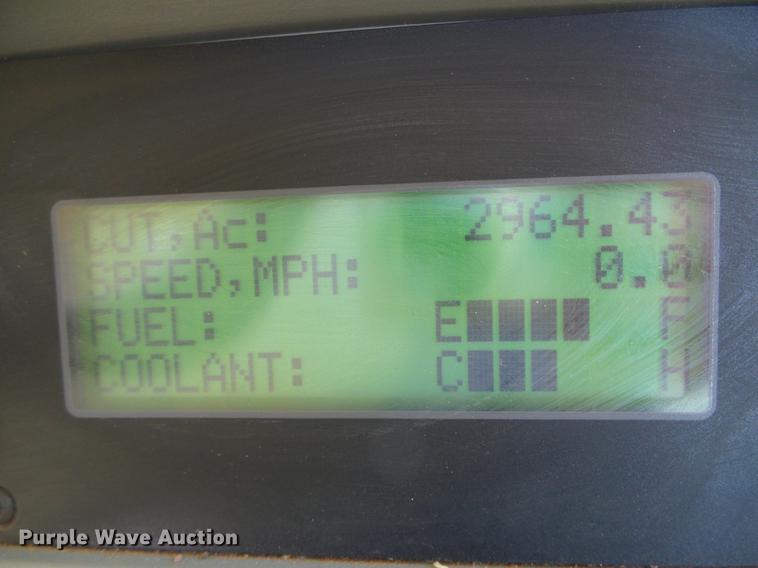 CUT,Ac: 2964.43
SPEED,MPH: 0.0
FUEL: E F
COOLANT: C H
Purple Wave Auction